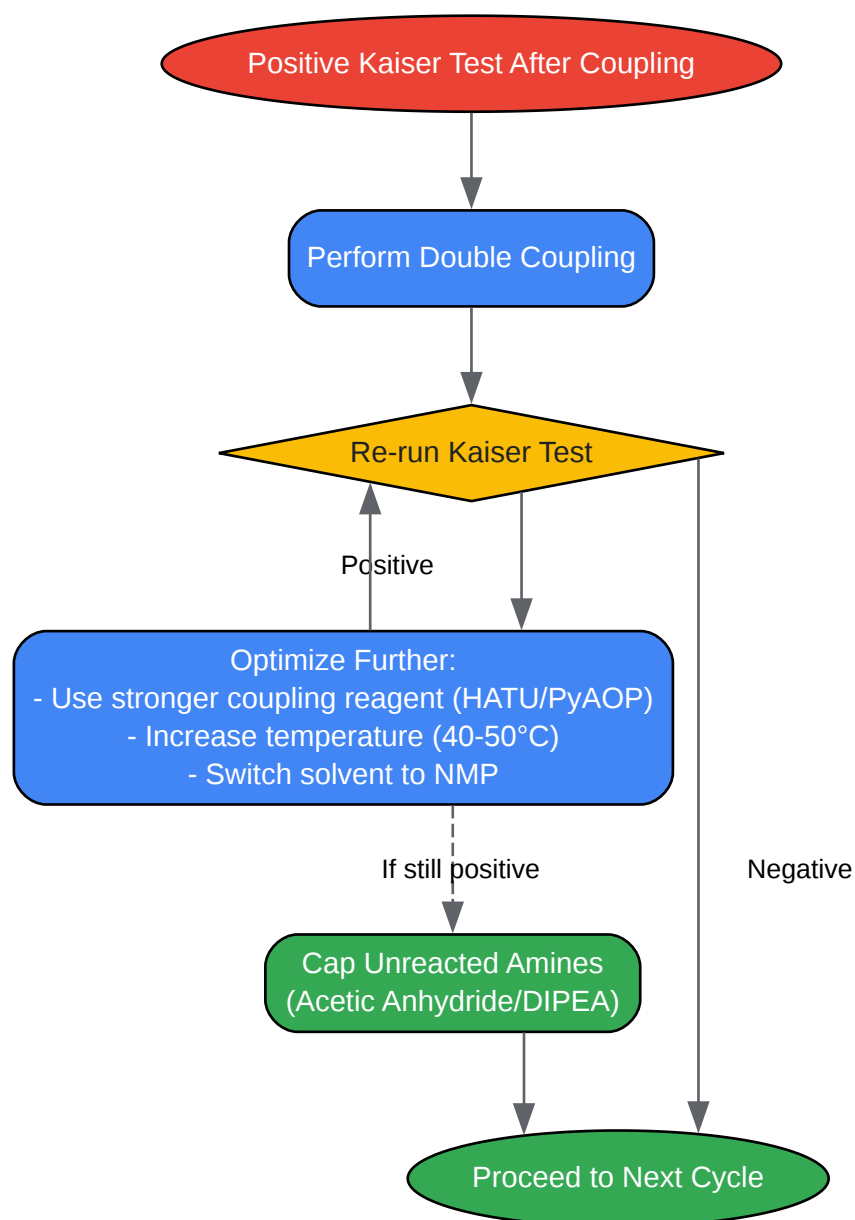 Positive Kaiser Test After Coupling
Perform Double Coupling
Re-run Kaiser Test
Positive
Optimize Further:
- Use stronger coupling reagent (HATU/PyAOP)
- Increase temperature (40-50°C)
- Switch solvent to NMP
If still positive
Negative
Cap Unreacted Amines
(Acetic Anhydride/DIPEA)
Proceed to Next Cycle